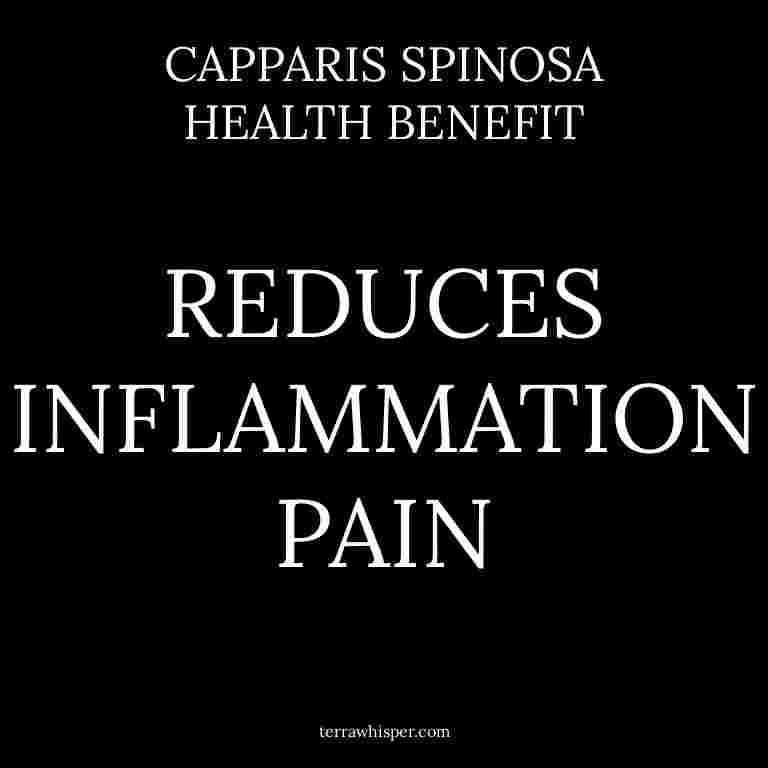 CAPPARIS SPINOSA
HEALTH BENEFIT
REDUCES
INFLAMMATION
PAIN
terrawhisper.com